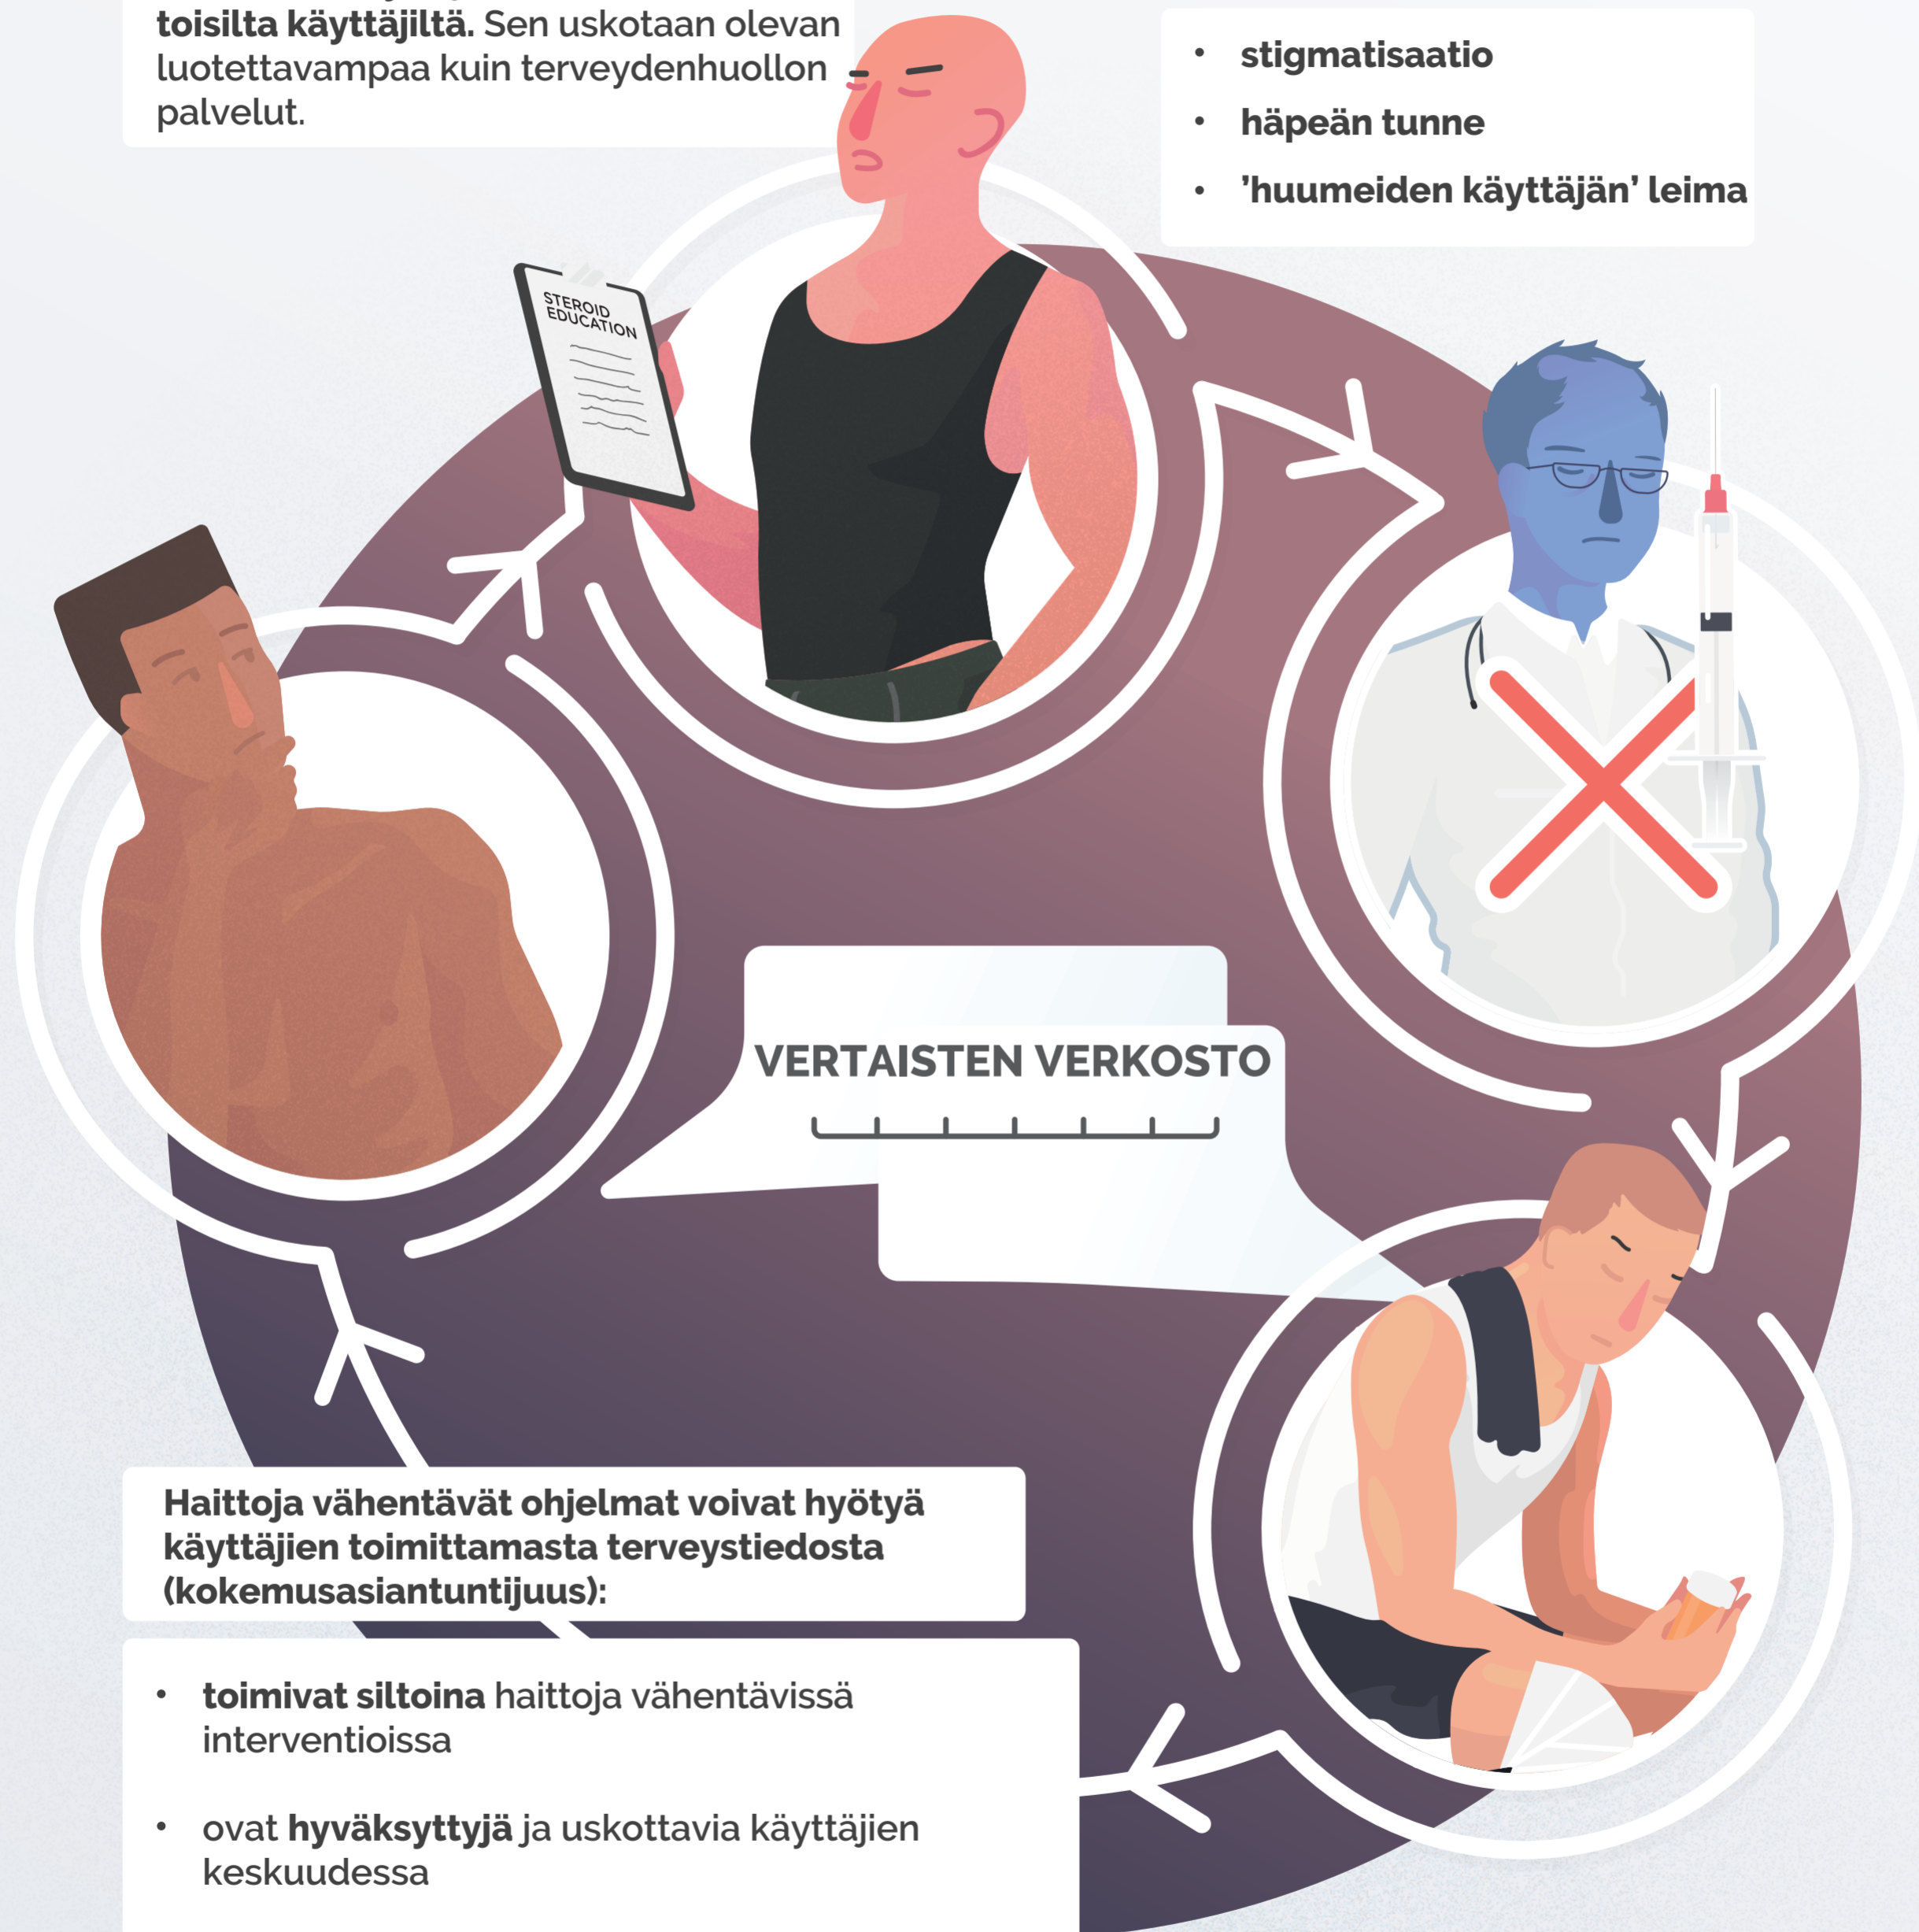 toisilta käyttäjiltä. Sen uskotaan olevan
luotettavampaa kuin terveydenhuollon
palvelut.
• stigmatisaatio
• häpeän tunne
• ’huumeiden käyttäjän’ leima
STEROID
EDUCATION
VERTAISTEN VERKOSTO
Haittoja vähentävät ohjelmat voivat hyötyä
käyttäjien toimittamasta terveystiedosta
(kokemusasiantuntijuus):
• toimivat siltoina haittoja vähentävissä
interventioissa
• ovat hyväksyttyjä ja uskottavia käyttäjien
keskuudessa